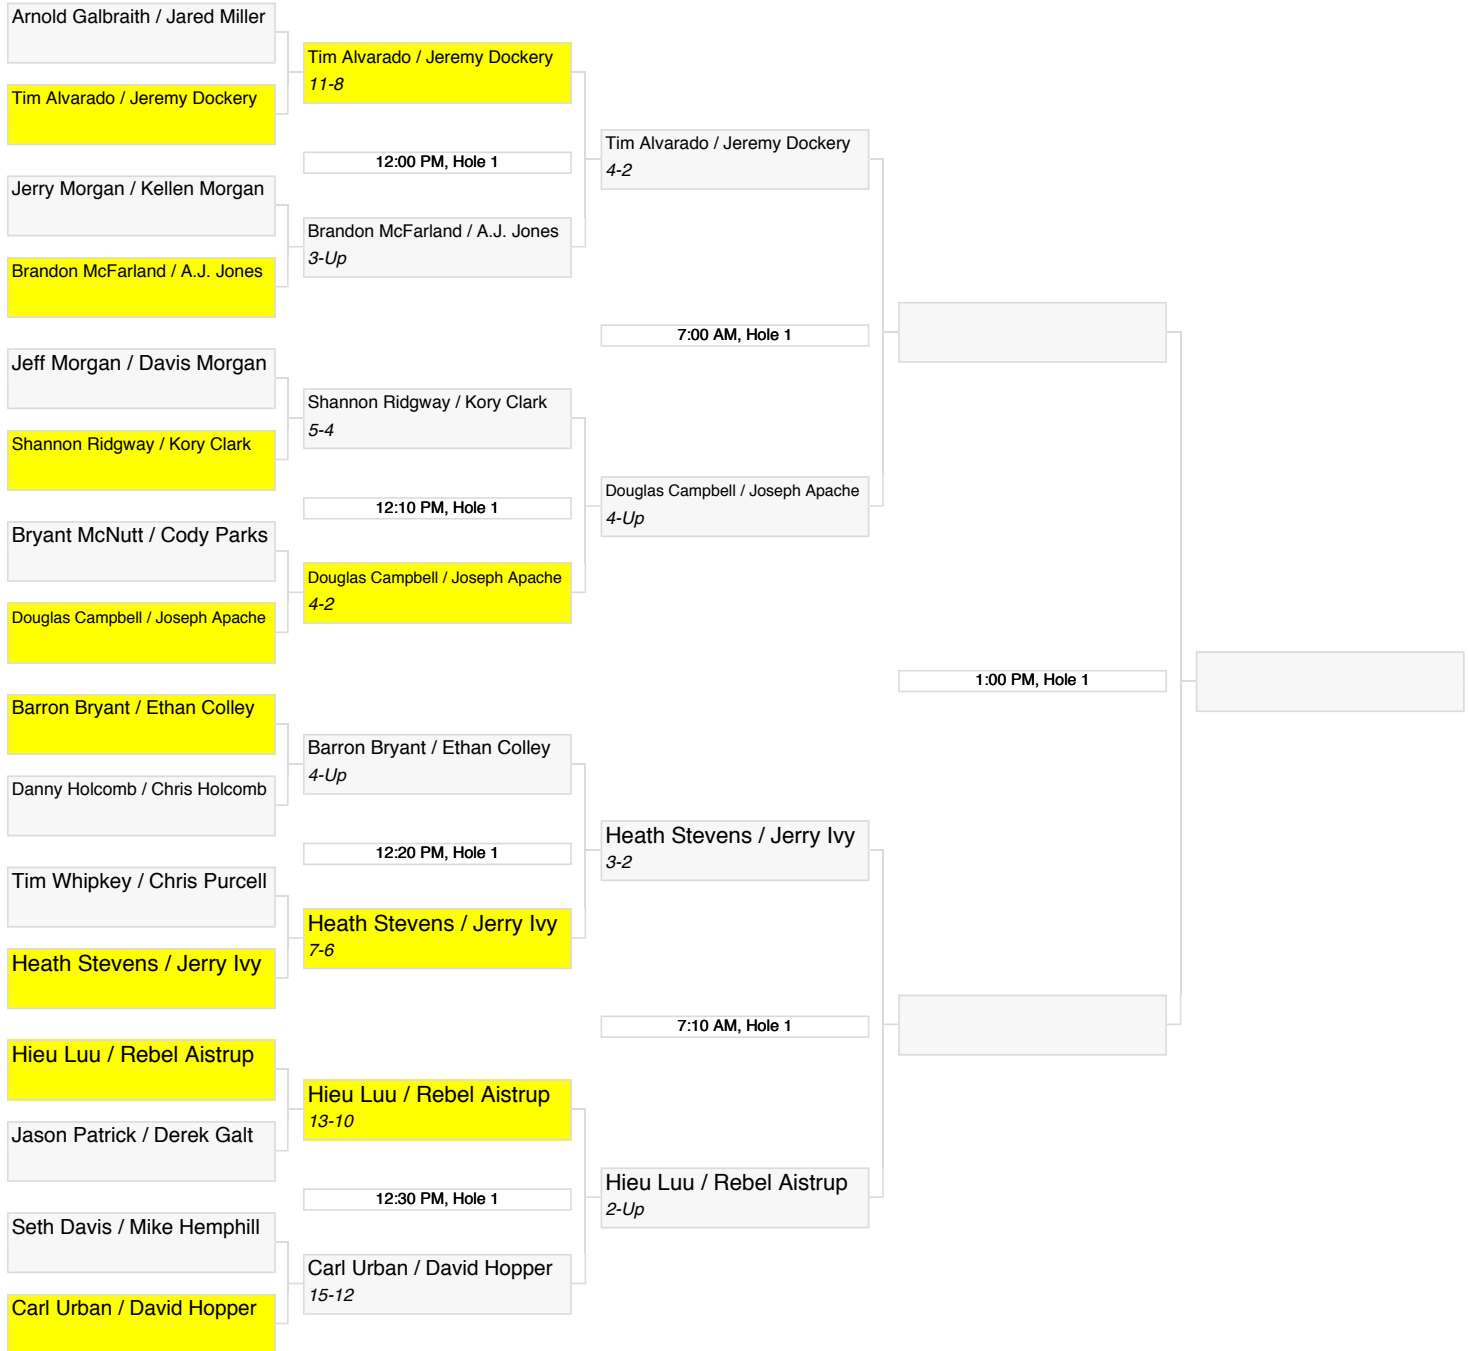 Arnold Galbraith / Jared Miller
Tim Alvarado / Jeremy Dockery
Jerry Morgan / Kellen Morgan
Brandon McFarland / A.J. Jones
Jeff Morgan / Davis Morgan
Shannon Ridgway / Kory Clark
Bryant McNutt / Cody Parks
Douglas Campbell / Joseph Apache
Barron Bryant / Ethan Colley
Danny Holcomb / Chris Holcomb
Tim Whipkey / Chris Purcell
Heath Stevens / Jerry Ivy
Hieu Luu / Rebel Aistrup
Jason Patrick / Derek Galt
Seth Davis / Mike Hemphill
Carl Urban / David Hopper
Tim Alvarado / Jeremy Dockery
11-8
12:00 PM, Hole 1
Brandon McFarland / A.J. Jones
3-Up
Shannon Ridgway / Kory Clark
5-4
12:10 PM, Hole 1
Douglas Campbell / Joseph Apache
4-2
Barron Bryant / Ethan Colley
4-Up
12:20 PM, Hole 1
Heath Stevens / Jerry Ivy
7-6
Hieu Luu / Rebel Aistrup
13-10
12:30 PM, Hole 1
Carl Urban / David Hopper
15-12
Tim Alvarado / Jeremy Dockery
4-2
7:00 AM, Hole 1
Douglas Campbell / Joseph Apache
4-Up
Heath Stevens / Jerry Ivy
3-2
7:10 AM, Hole 1
Hieu Luu / Rebel Aistrup
2-Up
1:00 PM, Hole 1